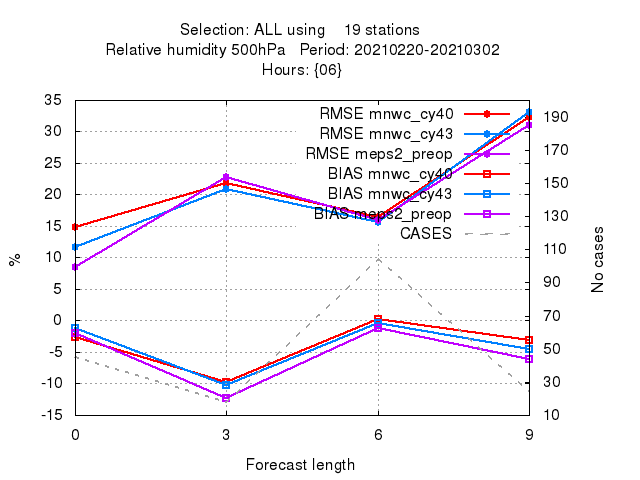 Selection: ALL using 19 stations
Relative humidity 500hPa Period: 20210220-20210302
Hours: {06}
35
30
25
20
15
10
5
0
-5
-10
-15
%
RMSE mnwc_cy40
RMSE mnwc_cy43
RMSE meps2_preop
BIAS mnwc_cy40
BIAS mnwc_cy43
BIAS meps2_preop
CASES
190
170
150
130
110
90
70
50
30
10
No cases
0 3 6 9
Forecast length